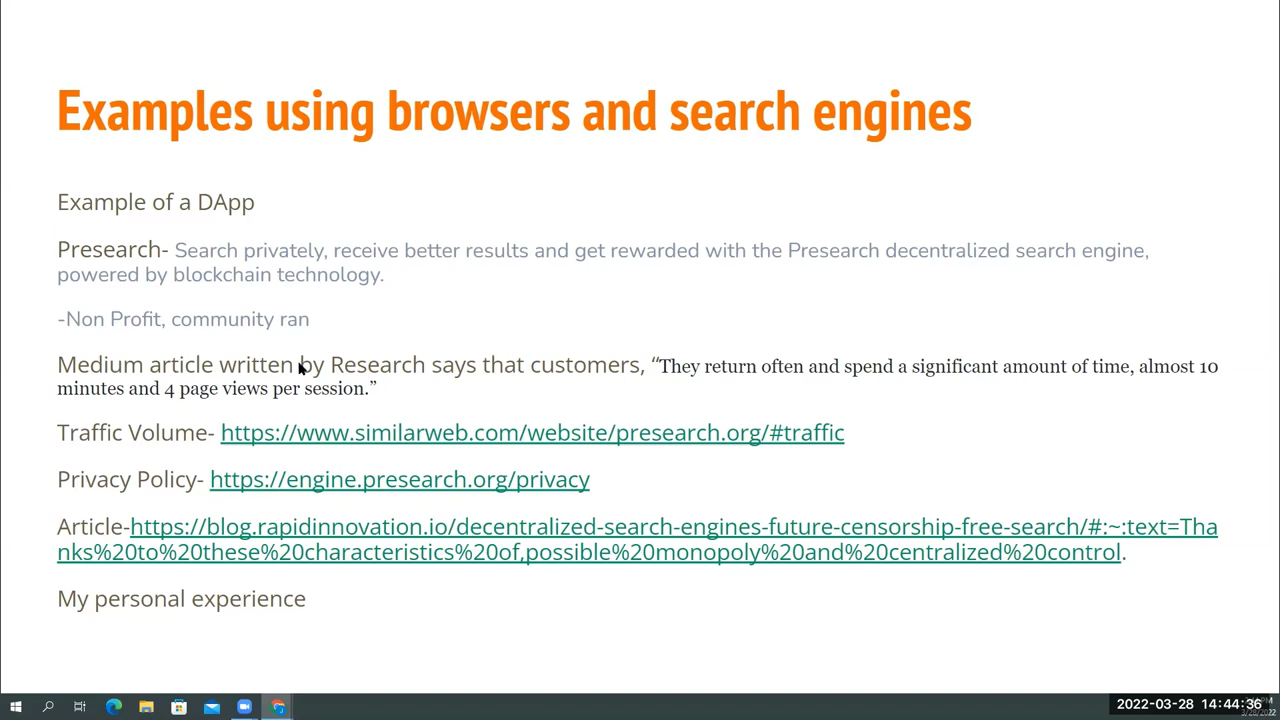 Examples using browsers and search engines
Example of a DApp
Presearch- Search privately, receive better results and get rewarded with the Presearch decentralized search engine,
powered by blockchain technology.
-Non Profit, community ran
Medium article written by Research says that customers, “They return often and spend a significant amount of time, almost 10
minutes and 4 page views per session.”
Traffic Volume- https://www.similarweb.com/website/presearch.org/#traffic
Privacy Policy- https://engine.presearch.org/privacy
Article-https://blog.rapidinnovation.io/decentralized-search-engines-future-censorship-free-search/#:~:text=Tha
nks%20to%20these%20characteristics%20of,possible%20monopoly%20and%20centralized%20control.
My personal experience
2022-03-28 14:44:36